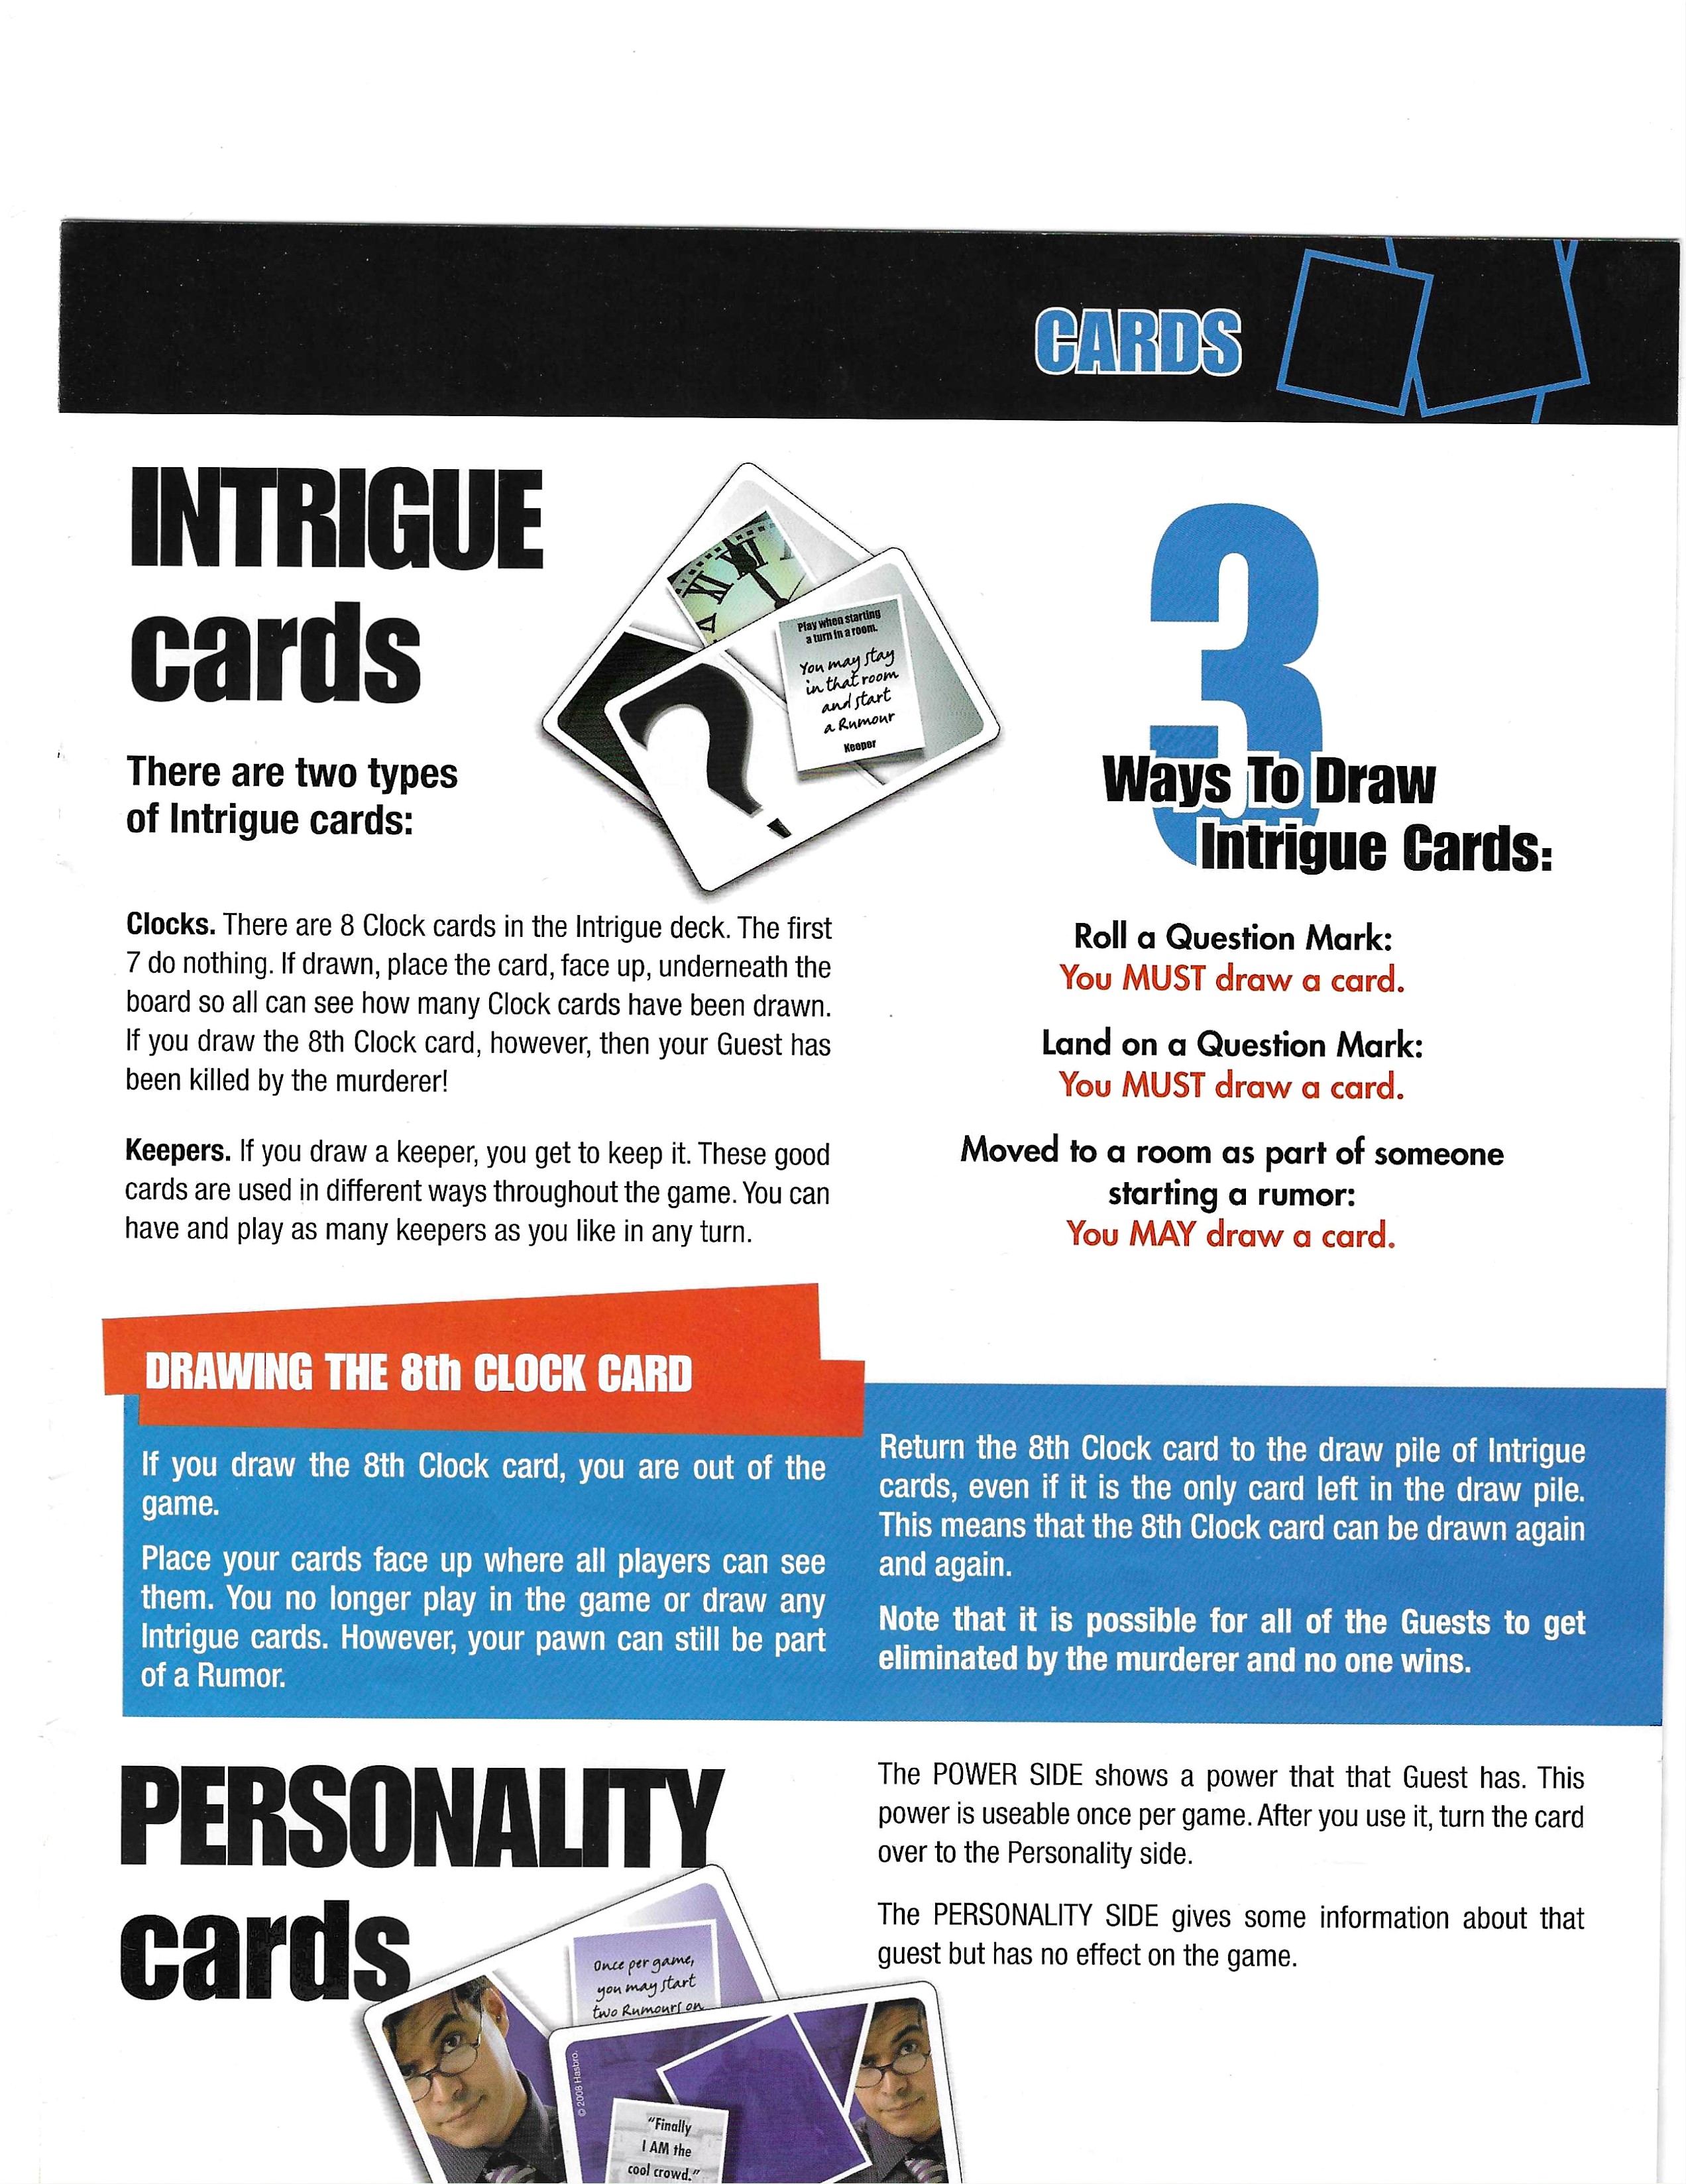 CARDS
INTRIGUE
cards
There are two types
of Intrigue cards:
Play when starting
a turn in a room.
You may stay
in that room
and start
a Rumour
Keeper
Clocks. There are 8 Clock cards in the Intrigue deck. The first
7 do nothing. If drawn, place the card, face up, underneath the
board so all can see how many Clock cards have been drawn.
If you draw the 8th Clock card, however, then your Guest has
been killed by the murderer!
Keepers. If you draw a keeper, you get to keep it. These good
cards are used in different ways throughout the game. You can
have and play as many keepers as you like in any turn.
3
Ways To Draw
Intrigue Cards:
Roll a Question Mark:
You MUST draw a card.
Land on a Question Mark:
You MUST draw a card.
Moved to a room as part of someone
starting a rumor:
You MAY draw a card.
DRAWING THE 8th CLOCK CARD
If you draw the 8th Clock card, you are out of the
game.
Place your cards face up where all players can see
them. You no longer play in the game or draw any
Intrigue cards. However, your pawn can still be part
of a Rumor.
Return the 8th Clock card to the draw pile of Intrigue
cards, even if it is the only card left in the draw pile.
This means that the 8th Clock card can be drawn again
and again.
Note that it is possible for all of the Guests to get
eliminated by the murderer and no one wins.
PERSONALITY
cards
Once per game,
you may start
two Rumours on
© 2008 Hasbro.
"Finally
I AM the
cool crowd."
The POWER SIDE shows a power that that Guest has. This
power is useable once per game. After you use it, turn the card
over to the Personality side.
The PERSONALITY SIDE gives some information about that
guest but has no effect on the game.